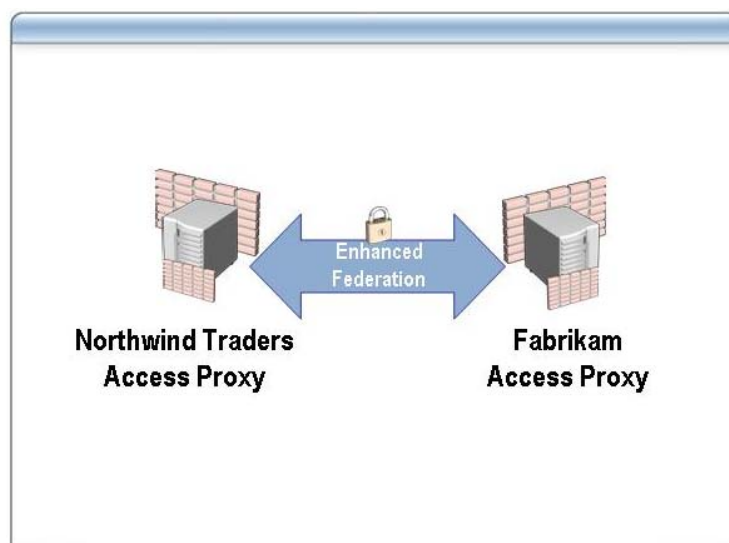 Enhanced
Federation
Northwind Traders
Access Proxy
Fabrikam
Access Proxy